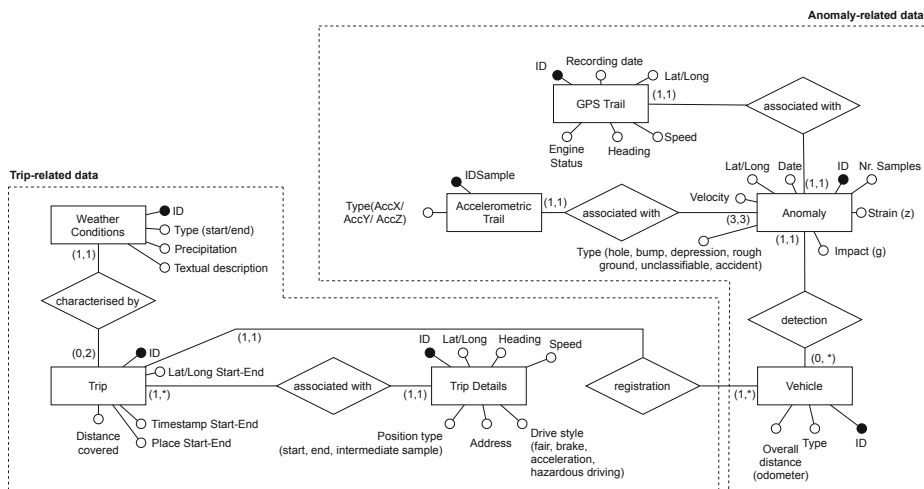 Anomaly-related data
ID
Recording date
Lat/Long
GPS Trail
(1,1)
associated with
Engine
Status
Heading
Speed
Trip-related data
IDSample
Lat/Long
Date
ID
Nr. Samples
(1,1)
Velocity
Type(AccX/
AccY/ AccZ)
Accelerometric
Trail
(1,1)
associated with
(3,3)
Anomaly
Strain (z)
(1,1)
Type (hole, bump, depression, rough
ground, unclassifiable, accident)
Impact (g)
Weather
Conditions
ID
Type (start/end)
Precipitation
Textual description
(1,1)
characterised by
detection
(0,2)
ID
(1,1)
ID
Lat/Long
Heading
Speed
(0, *)
Lat/Long Start-End
Trip
(1,*)
associated with
(1,1)
Trip Details
registration
(1,*)
Vehicle
Distance
covered
Timestamp Start-End
Place Start-End
Position type
(start, end, intermediate sample)
Address
Drive style
(fair, brake,
acceleration,
hazardous driving)
Overall
distance
(odometer)
Type
ID